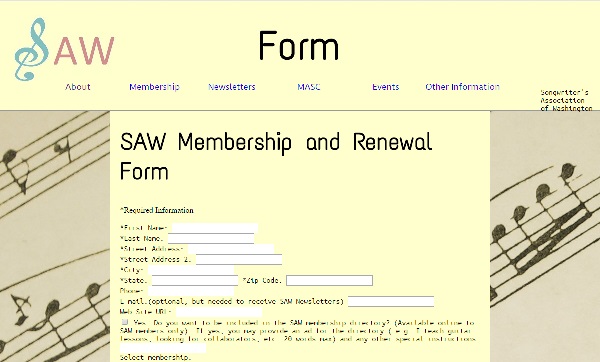 SAW
Form
About Membership Newsletters MASC Events Other Information
Songwriter's
Association
of Washington
SAW Membership and Renewal
Form
*Required Information
*First Name:
*Last Name:
*Street Address:
*Street Address 2:
*City:
*State: *Zip Code:
Phone:
E-mail:(optional, but needed to receive SAW Newsletters)
Web Site URL:
Yes. Do you want to be included in the SAW membership directory? (Available online to
SAW members only) If yes, you may provide an ad for the directory ( e.g. I teach guitar
lessons, looking for collaborators, etc. 20 words max) and any other special instructions
Select membership.